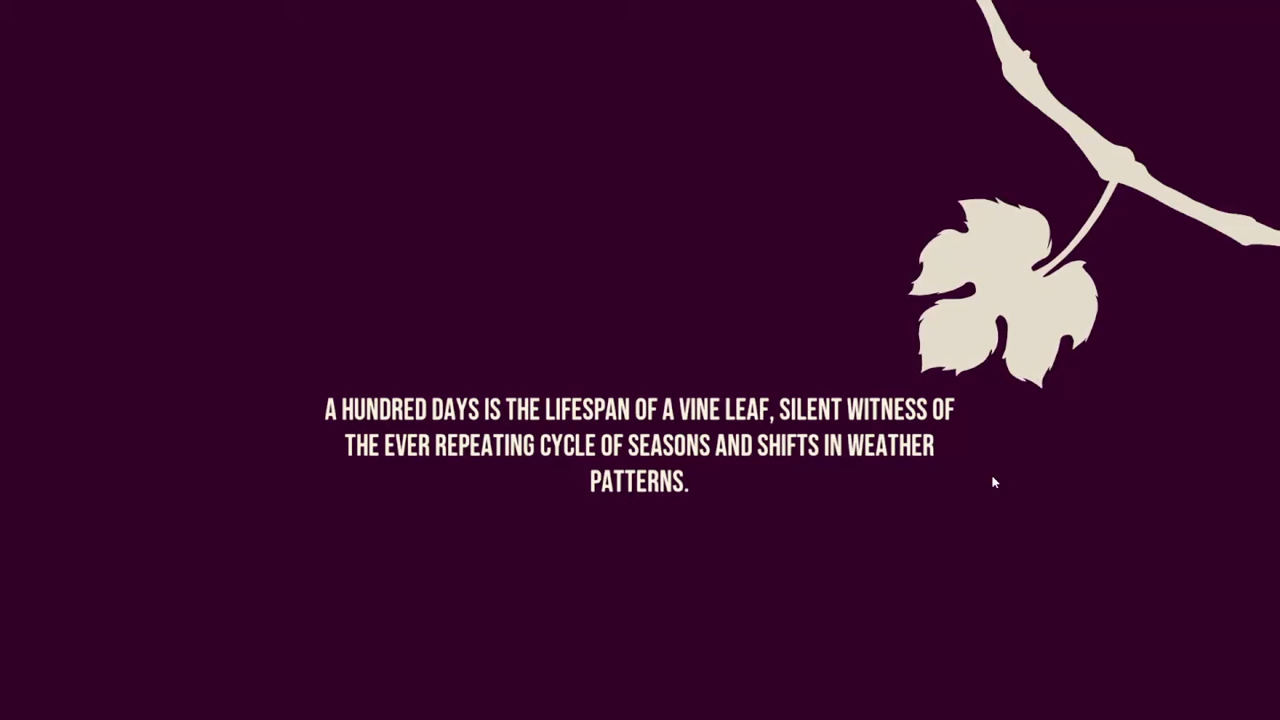 A HUNDRED DAYS IS THE LIFESPAN OF A VINE LEAF, SILENT WITNESS OF
THE EVER REPEATING CYCLE OF SEASONS AND SHIFTS IN WEATHER
PATTERNS.